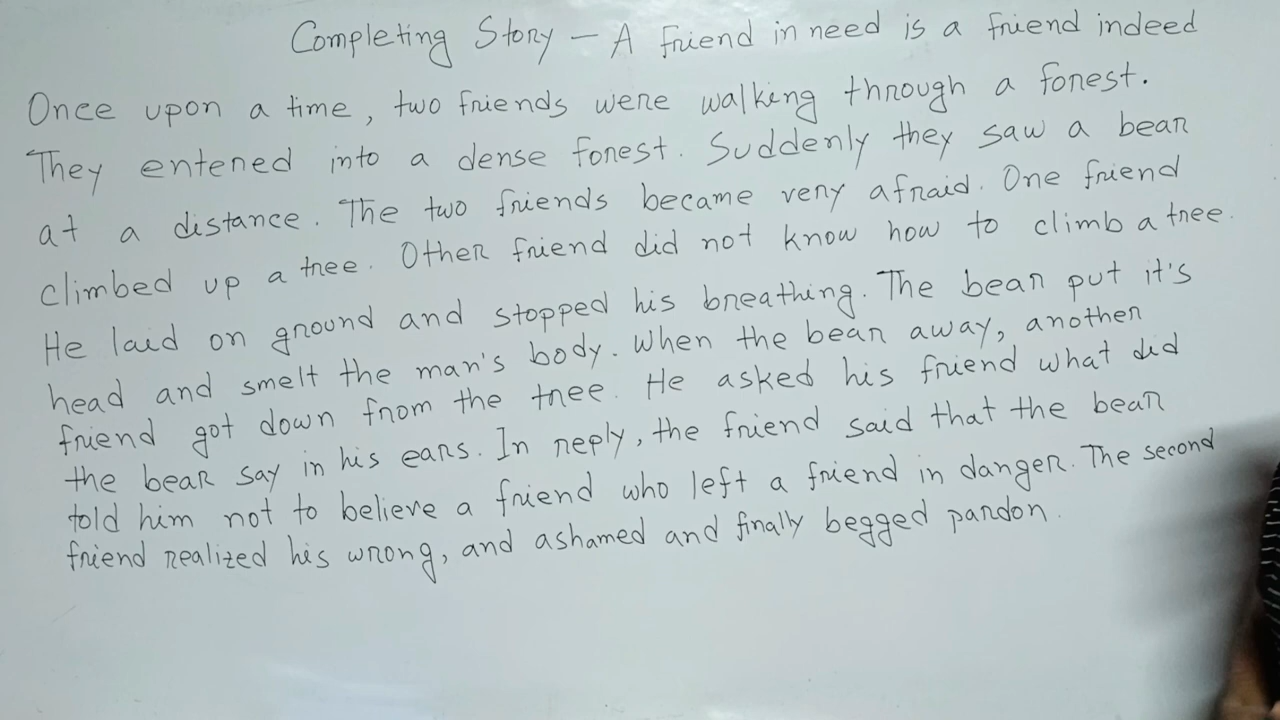 Completing Story – A friend in need is a friend indeed
Once upon a time, two friends were walking through a forest.
They entered into a dense forest. Suddenly they saw a bear
at a distance. The two friends became very afraid. One friend
climbed up a tree. Other friend did not know how to climb a tree.
He laid on ground and stopped his breathing. The bear put it's
head and smelt the man's body. When the bear away, another
friend got down from the tree. He asked his friend what did
the bear say in his ears. In reply, the friend said that the bear
told him not to believe a friend who left a friend in danger. The second
friend realized his wrong, and ashamed and finally begged pardon.